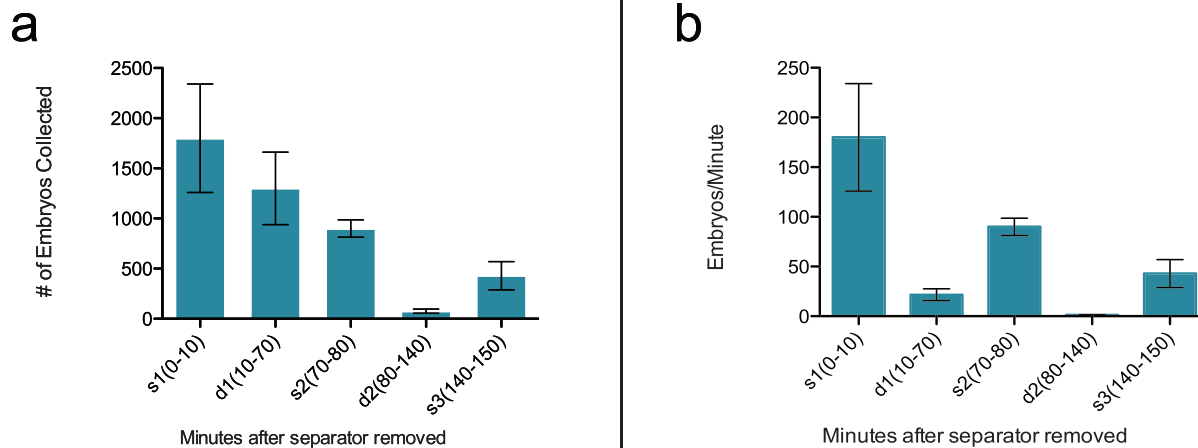 a
# of Embryos Collected
2500
2000
1500
1000
500
0
s1(0-10)
d1(10-70)
s2(70-80)
d2(80-140)
s3(140-150)
Minutes after separator removed
b
Embryos/Minute
250
200
150
100
50
0
s1(0-10)
d1(10-70)
s2(70-80)
d2(80-140)
s3(140-150)
Minutes after separator removed